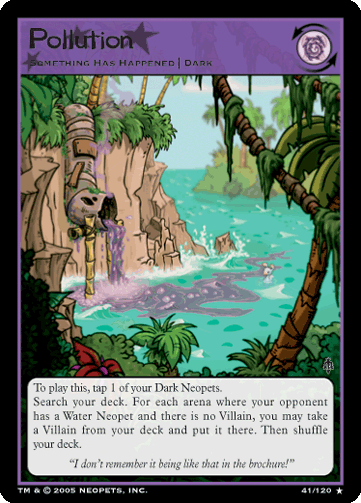 Pollution
Something Has Happened | Dark
To play this, tap 1 of your Dark Neopets.
Search your deck. For each arena where your opponent
has a Water Neopet and there is no Villain, you may take
a Villain from your deck and put it there. Then shuffle
your deck.
"I don't remember it being like that in the brochure!"
TM & © 2005 NEOPETS, INC.
41/120 ★